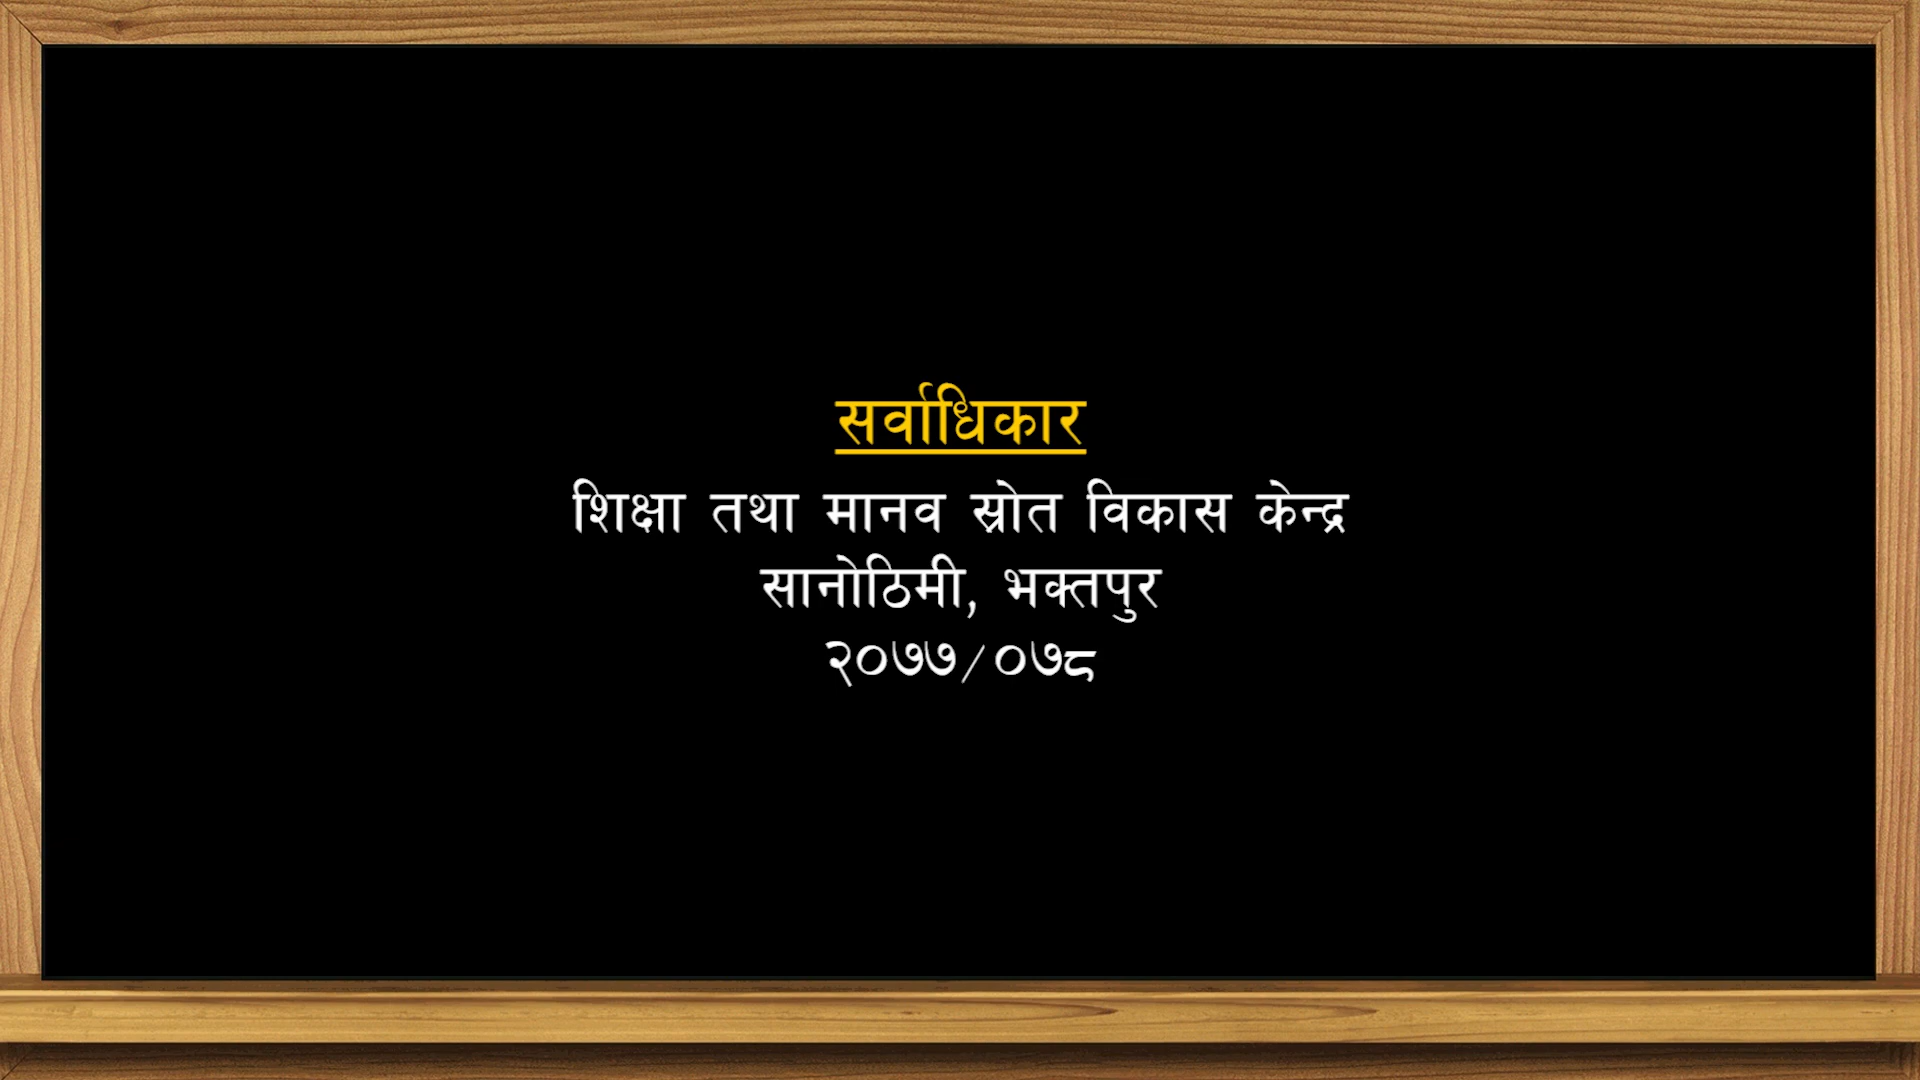 सर्वाधिकार
शिक्षा तथा मानव स्रोत विकास केन्द्र
सानोठिमी, भक्तपुर
२०७७/०७८